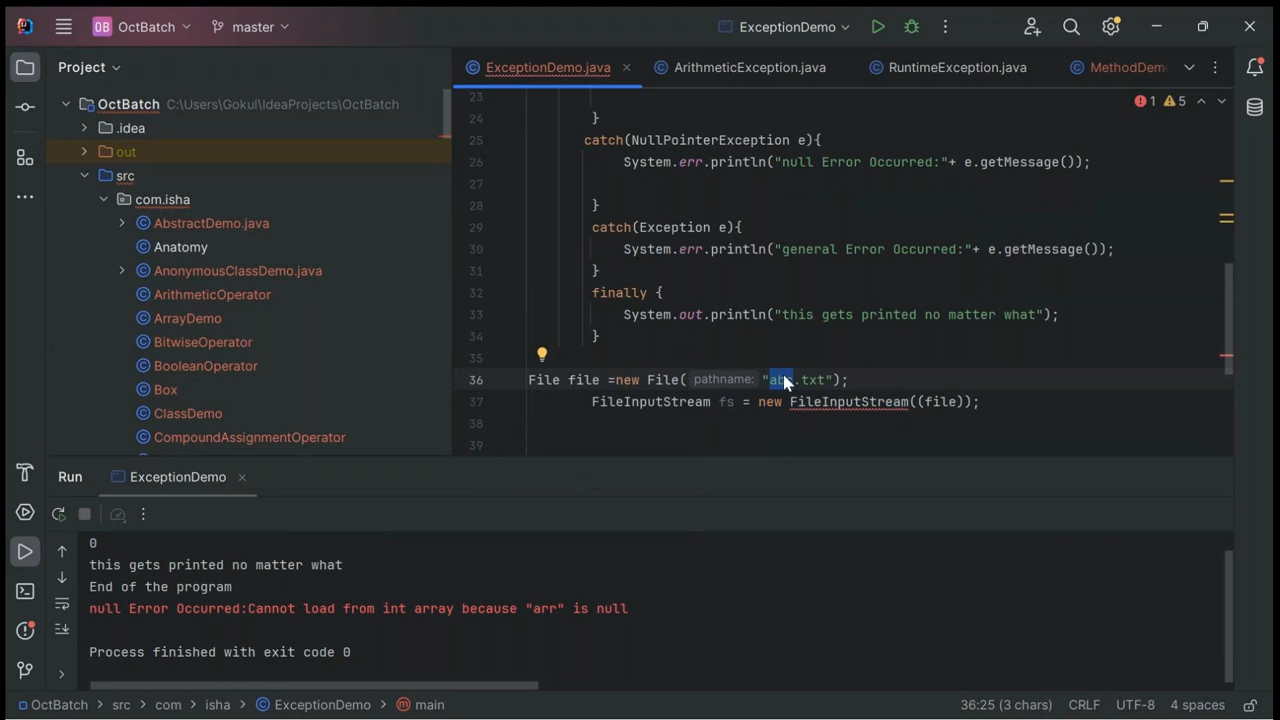 OB OctBatch master ExceptionDemo
Project
ExceptionDemo.java ArithmeticException.java RuntimeException.java MethodDem
OctBatch C:\Users\Gokul\IdeaProjects\OctBatch
.idea
out
src
com.isha
AbstractDemo.java
Anatomy
AnonymousClassDemo.java
ArithmeticOperator
ArrayDemo
BitwiseOperator
BooleanOperator
Box
ClassDemo
CompoundAssignmentOperator
1 5
23
24 }
25 catch(NullPointerException e){
26 System.err.println("null Error Occurred:"+ e.getMessage());
27
28 }
29 catch(Exception e){
30 System.err.println("general Error Occurred:"+ e.getMessage());
31 }
32 finally {
33 System.out.println("this gets printed no matter what");
34 }
35
36 File file =new File( pathname: "abc.txt");
37 FileInputStream fs = new FileInputStream((file));
38
39
Run ExceptionDemo
0
this gets printed no matter what
End of the program
null Error Occurred:Cannot load from int array because "arr" is null
Process finished with exit code 0
OctBatch > src > com > isha > ExceptionDemo > main 36:25 (3 chars) CRLF UTF-8 4 spaces